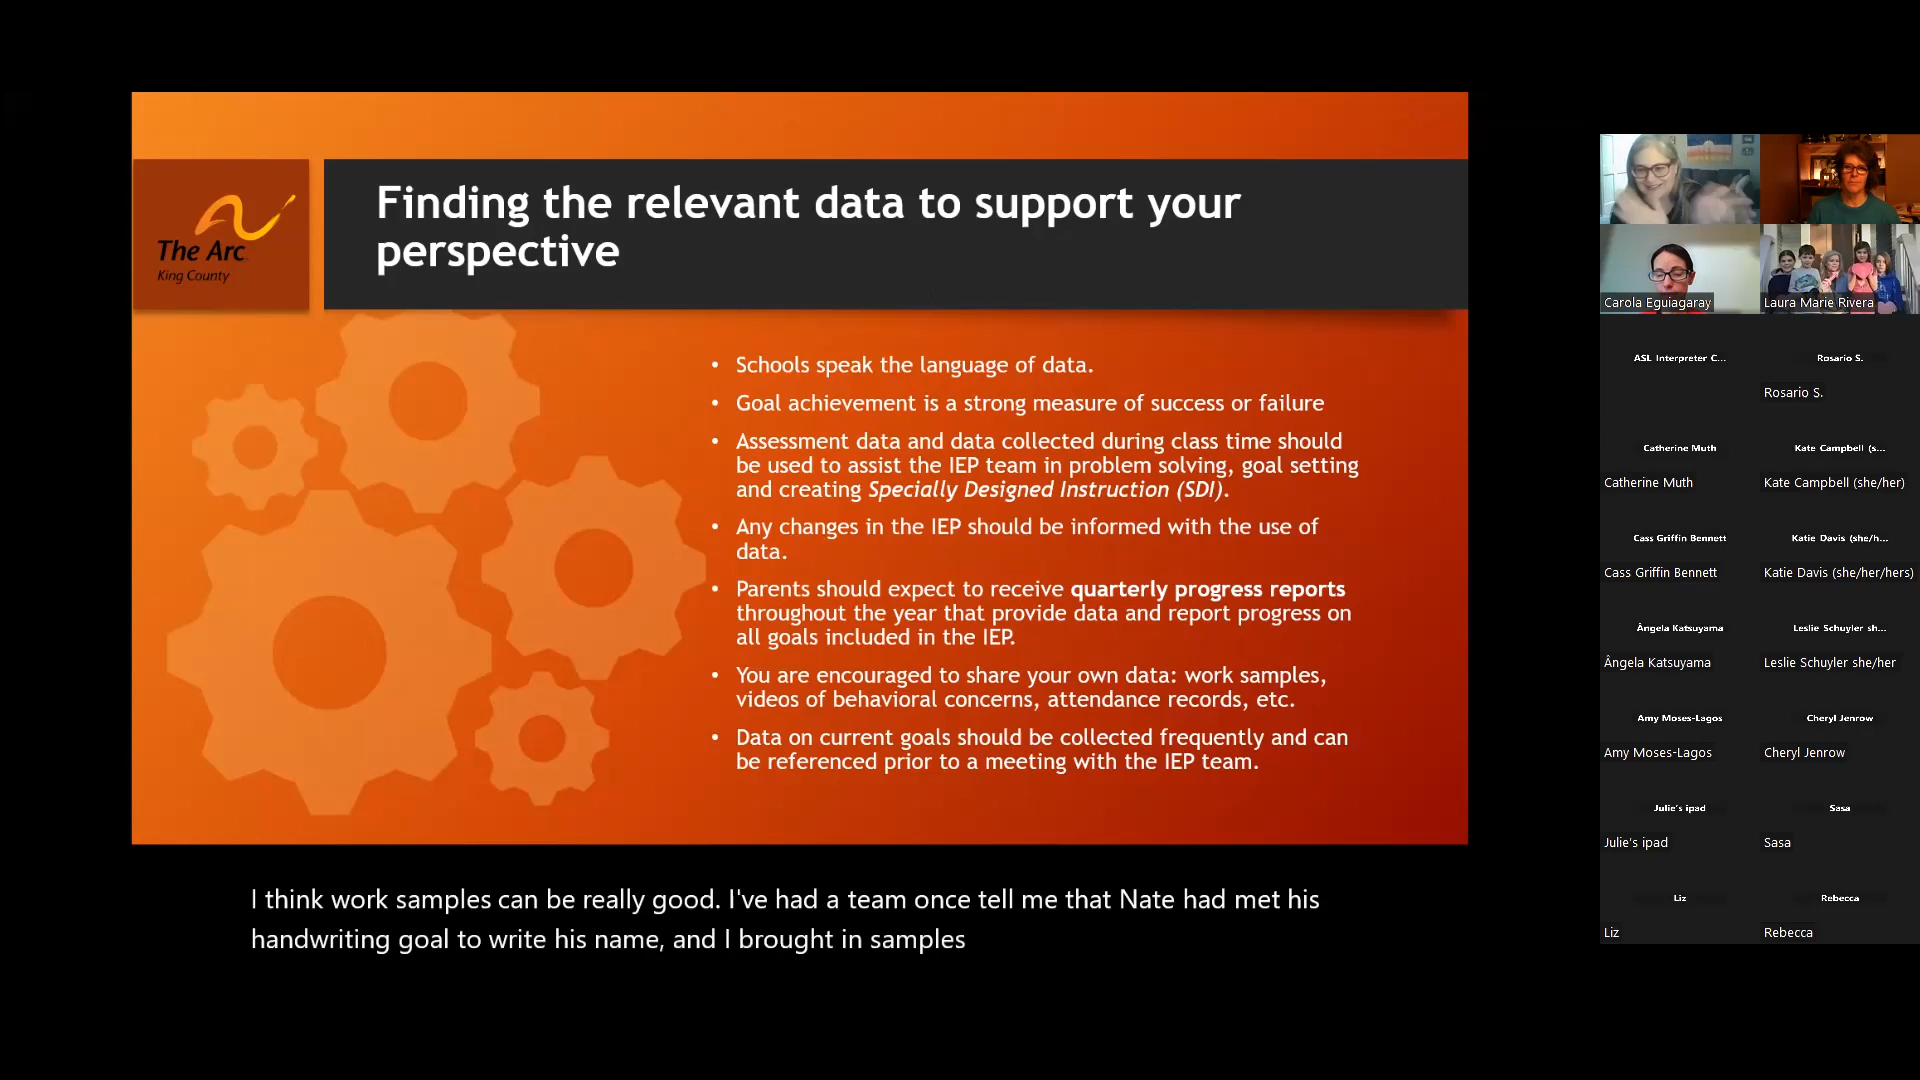 Finding the relevant data to support your
perspective
The Arc
King County
• Schools speak the language of data.
• Goal achievement is a strong measure of success or failure
• Assessment data and data collected during class time should
be used to assist the IEP team in problem solving, goal setting
and creating Specially Designed Instruction (SDI).
• Any changes in the IEP should be informed with the use of
data.
• Parents should expect to receive quarterly progress reports
throughout the year that provide data and report progress on
all goals included in the IEP.
• You are encouraged to share your own data: work samples,
videos of behavioral concerns, attendance records, etc.
• Data on current goals should be collected frequently and can
be referenced prior to a meeting with the IEP team.
I think work samples can be really good. I've had a team once tell me that Nate had met his
handwriting goal to write his name, and I brought in samples
Carola Eguiagaray
Laura Marie Rivera
ASL Interpreter C...
Rosario S.
Rosario S.
Catherine Muth
Kate Campbell (s...
Catherine Muth
Kate Campbell (she/her)
Cass Griffin Bennett
Katie Davis (she/h...
Cass Griffin Bennett
Katie Davis (she/her/hers)
Ângela Katsuyama
Leslie Schuyler sh...
Ângela Katsuyama
Leslie Schuyler she/her
Amy Moses-Lagos
Cheryl Jenrow
Amy Moses-Lagos
Cheryl Jenrow
Julie's ipad
Sasa
Julie's ipad
Sasa
Liz
Rebecca
Liz
Rebecca